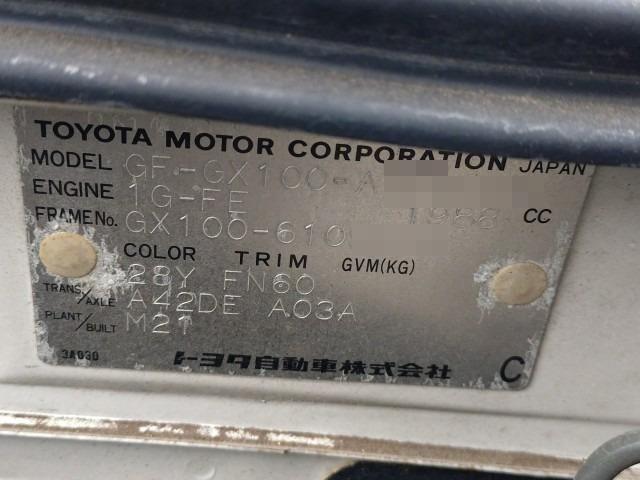 TOYOTA MOTOR CORPORATION JAPAN
MODEL GF-GX100-A
ENGINE 1G-FE 1988 CC
FRAME No. GX100-610
COLOR TRIM GVM(KG)
28Y FN60
TRANS/AXLE A42DE A03A
PLANT/BUILT M21
3A030 トヨタ自動車株式会社 C